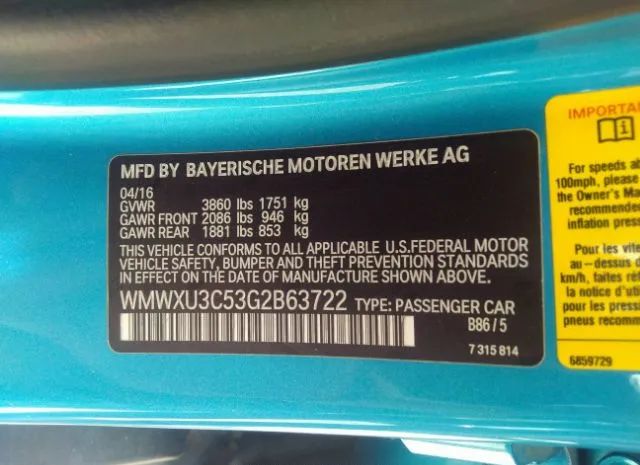 MFD BY BAYERISCHE MOTOREN WERKE AG
04/16
GVWR 3860 lbs 1751 kg
GAWR FRONT 2086 lbs 946 kg
GAWR REAR 1881 lbs 853 kg
THIS VEHICLE CONFORMS TO ALL APPLICABLE U.S.FEDERAL MOTOR
VEHICLE SAFETY, BUMPER AND THEFT PREVENTION STANDARDS
IN EFFECT ON THE DATE OF MANUFACTURE SHOWN ABOVE.
WMWXU3C53G2B63722 TYPE: PASSENGER CAR
B86/5
7 315 814
IMPORTA
For speeds a
100mph, please
the Owner's Ma
recommended
inflation press
Pour les vit
au-dessus d
km/h, faites réfé
d'utilisation
pour les press
pneus recomm
6859729